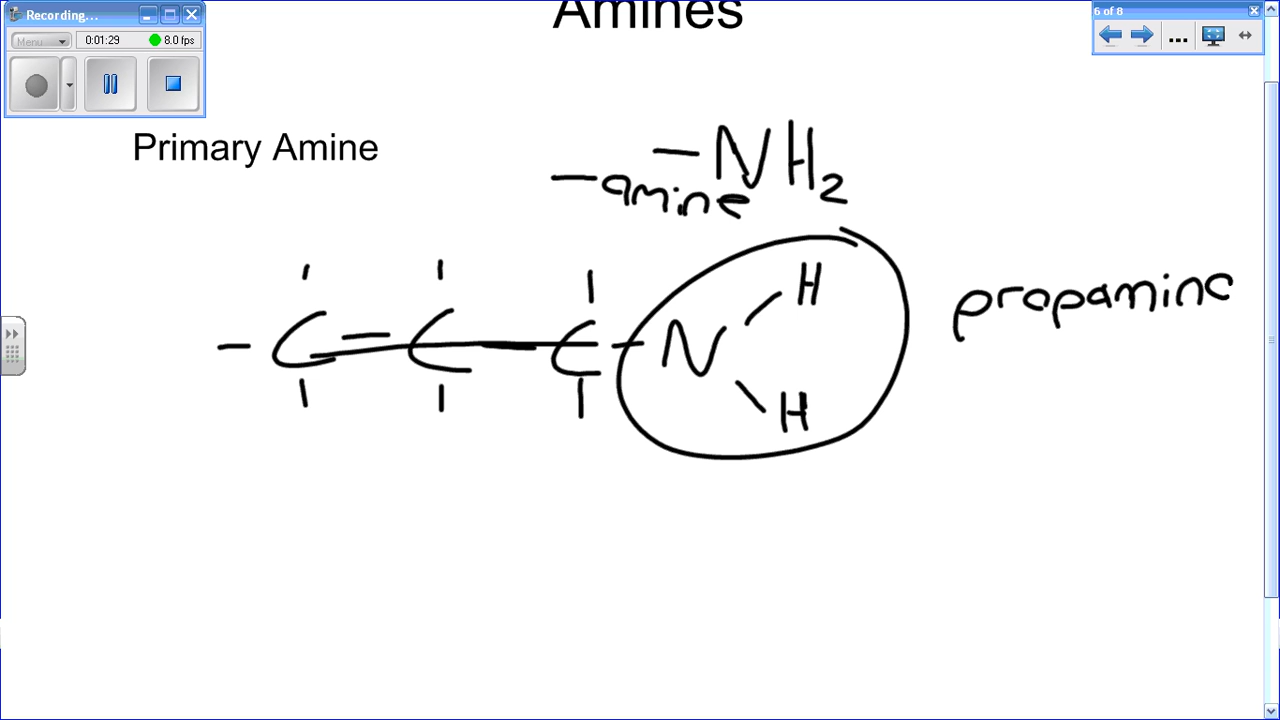 Amines
Recording...
6 of 8
Menu
0:01:29
8.0 fps
...
Primary Amine
-NH₂
-amine
H
C C C - N
H
propamine